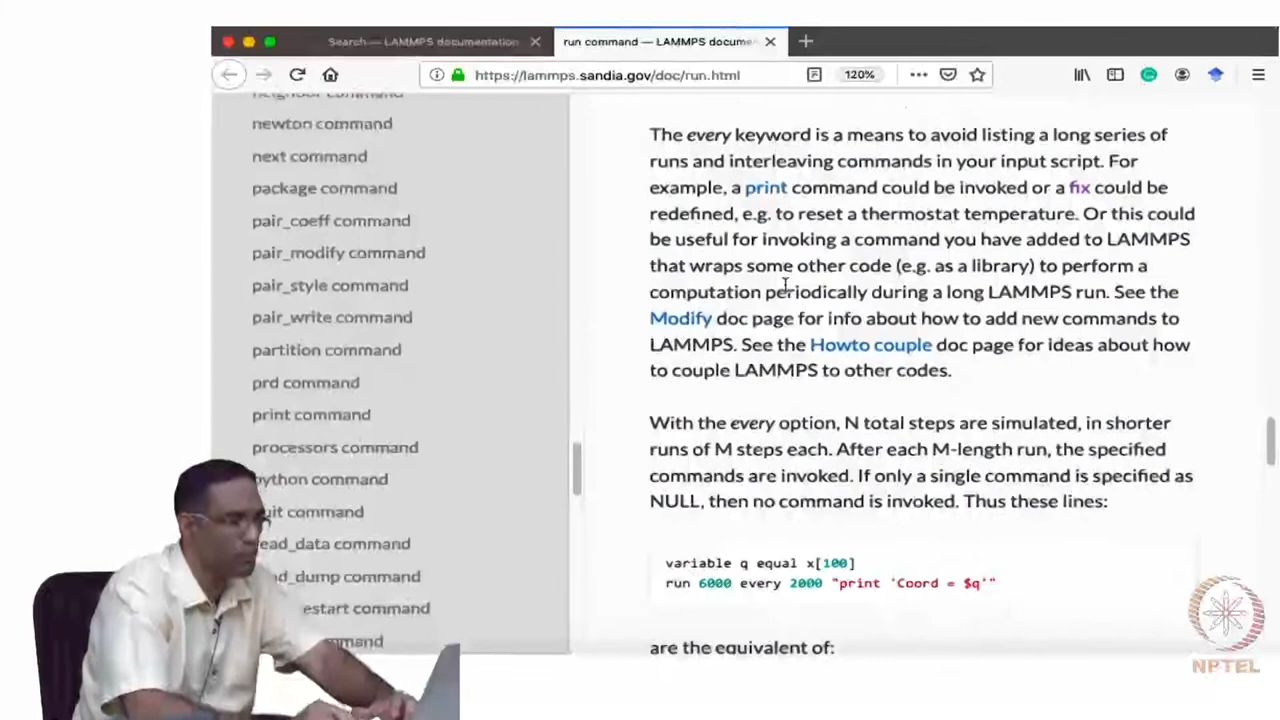 Search — LAMMPS documentation
run command — LAMMPS docume
https://lammps.sandia.gov/doc/run.html
120%
neighbor command
newton command
next command
package command
pair_coeff command
pair_modify command
pair_style command
pair_write command
partition command
prd command
print command
processors command
python command
uit command
ead_data command
ad_dump command
estart command
mmand
The every keyword is a means to avoid listing a long series of
runs and interleaving commands in your input script. For
example, a print command could be invoked or a fix could be
redefined, e.g. to reset a thermostat temperature. Or this could
be useful for invoking a command you have added to LAMMPS
that wraps some other code (e.g. as a library) to perform a
computation periodically during a long LAMMPS run. See the
Modify doc page for info about how to add new commands to
LAMMPS. See the Howto couple doc page for ideas about how
to couple LAMMPS to other codes.
With the every option, N total steps are simulated, in shorter
runs of M steps each. After each M-length run, the specified
commands are invoked. If only a single command is specified as
NULL, then no command is invoked. Thus these lines:
variable q equal x[100]
run 6000 every 2000 "print 'Coord = $q'"
are the equivalent of:
NPTEL